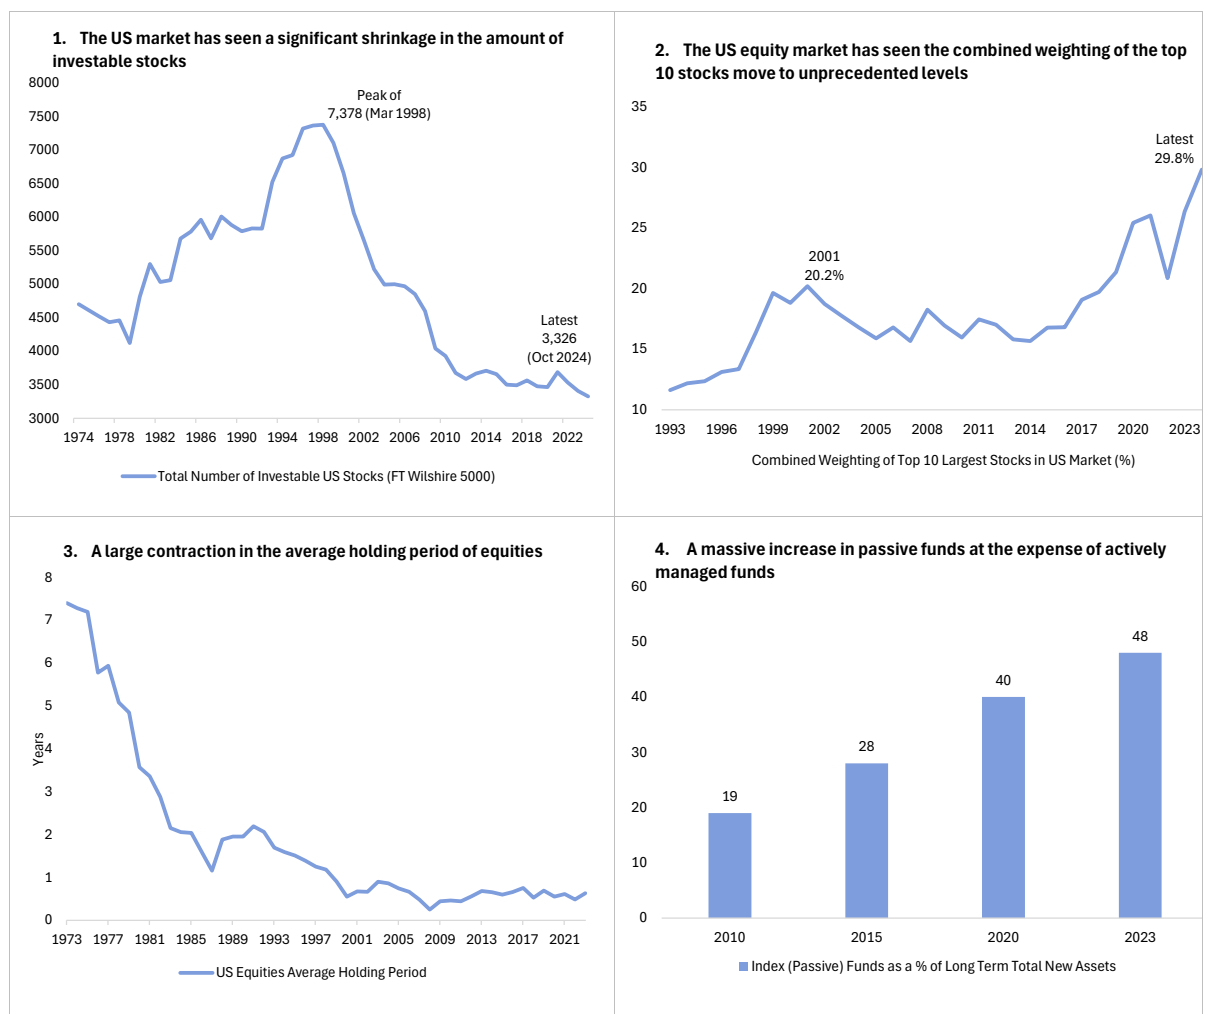 1. The US market has seen a significant shrinkage in the amount of
investable stocks
8000
7500
7000
6500
6000
5500
5000
4500
4000
3500
3000
Peak of
7,378 (Mar 1998)
Latest
3,326
(Oct 2024)
1974 1978 1982 1986 1990 1994 1998 2002 2006 2010 2014 2018 2022
Total Number of Investable US Stocks (FT Wilshire 5000)
2. The US equity market has seen the combined weighting of the top
10 stocks move to unprecedented levels
35
30
25
20
15
10
Latest
29.8%
2001
20.2%
1993 1996 1999 2002 2005 2008 2011 2014 2017 2020 2023
Combined Weighting of Top 10 Largest Stocks in US Market (%)
3. A large contraction in the average holding period of equities
8
7
6
5
4
3
2
1
0
Years
1973 1977 1981 1985 1989 1993 1997 2001 2005 2009 2013 2017 2021
US Equities Average Holding Period
4. A massive increase in passive funds at the expense of actively
managed funds
60
50
40
30
20
10
0
19
28
40
48
2010 2015 2020 2023
Index (Passive) Funds as a % of Long Term Total New Assets